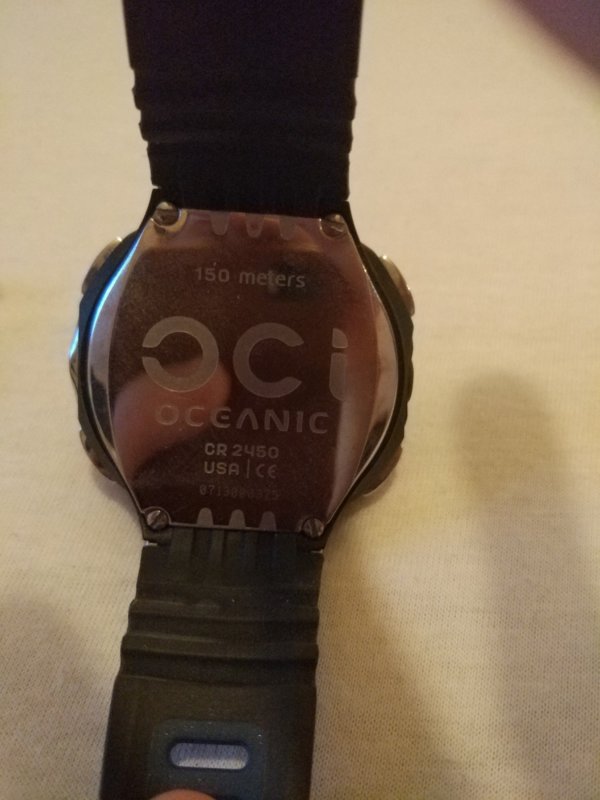 150 meters
OCi
OCEANIC
CR 2450
USA | CE